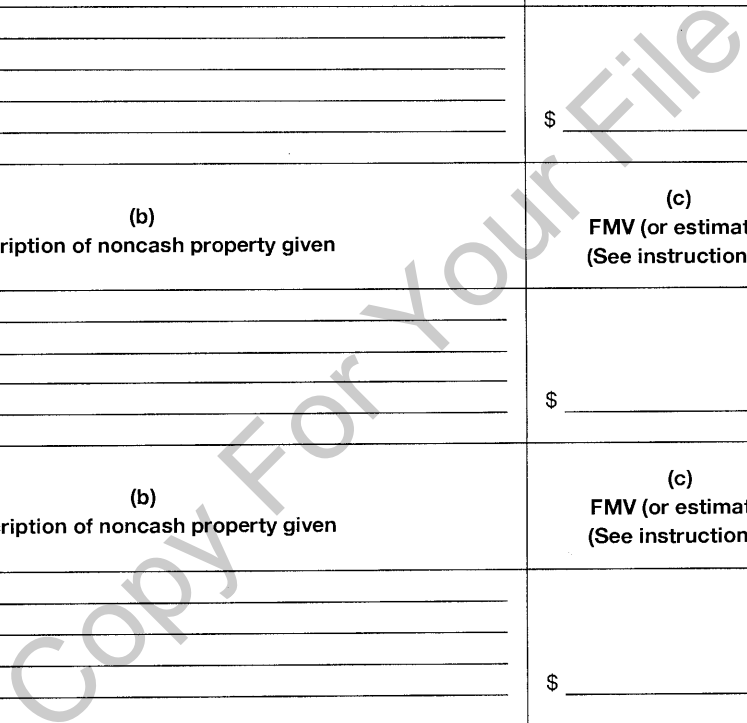 $
(b)
ription of noncash property given
(c)
FMV (or estimat
(See instruction
$
(b)
ription of noncash property given
(c)
FMV (or estimat
(See instruction
$
Copy For Your File